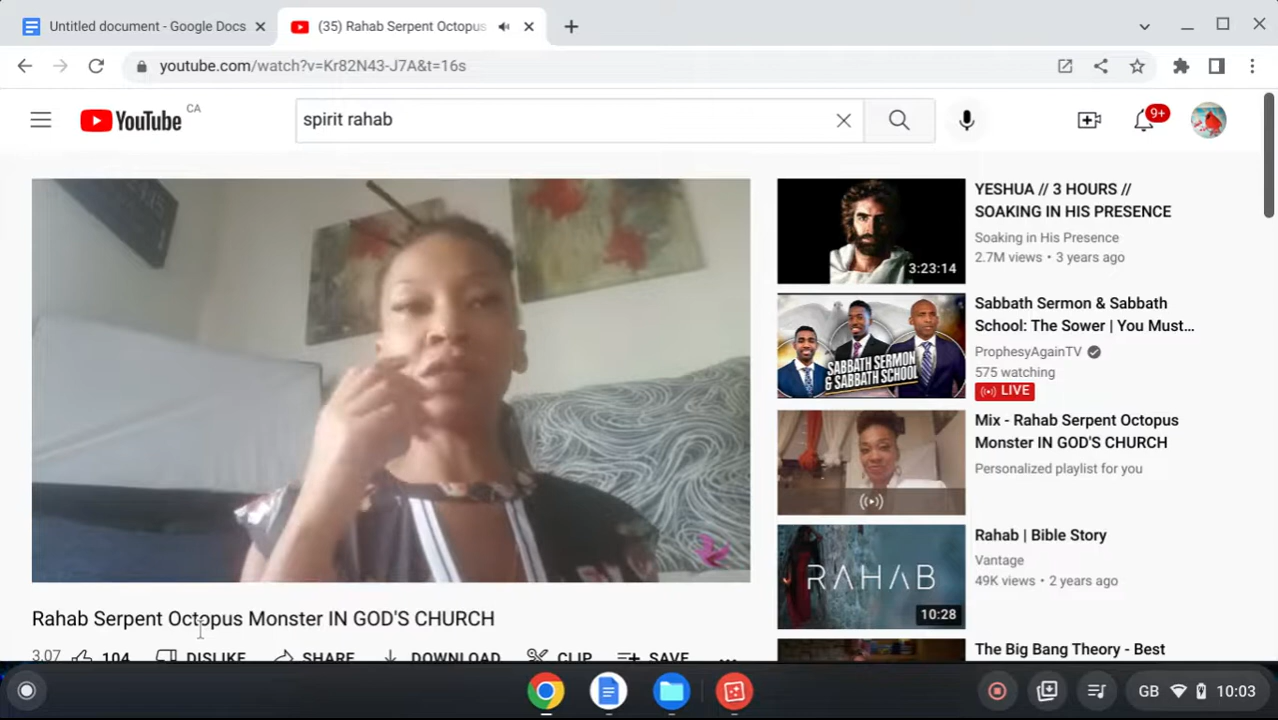 Untitled document - Google Docs
(35) Rahab Serpent Octopus
youtube.com/watch?v=Kr82N43-J7A&t=16s
YouTube CA
spirit rahab
9+
YESHUA // 3 HOURS //
SOAKING IN HIS PRESENCE
Soaking in His Presence
2.7M views • 3 years ago
3:23:14
Sabbath Sermon & Sabbath
School: The Sower | You Must...
ProphesyAgainTV
575 watching
LIVE
SABBATH SERMON
& SABBATH SCHOOL
Mix - Rahab Serpent Octopus
Monster IN GOD'S CHURCH
Personalized playlist for you
Rahab | Bible Story
Vantage
49K views • 2 years ago
RAHAB
10:28
The Big Bang Theory - Best
Rahab Serpent Octopus Monster IN GOD'S CHURCH
3.07 104 DISLIKE SHARE DOWNLOAD CLIP SAVE
GB 10:03